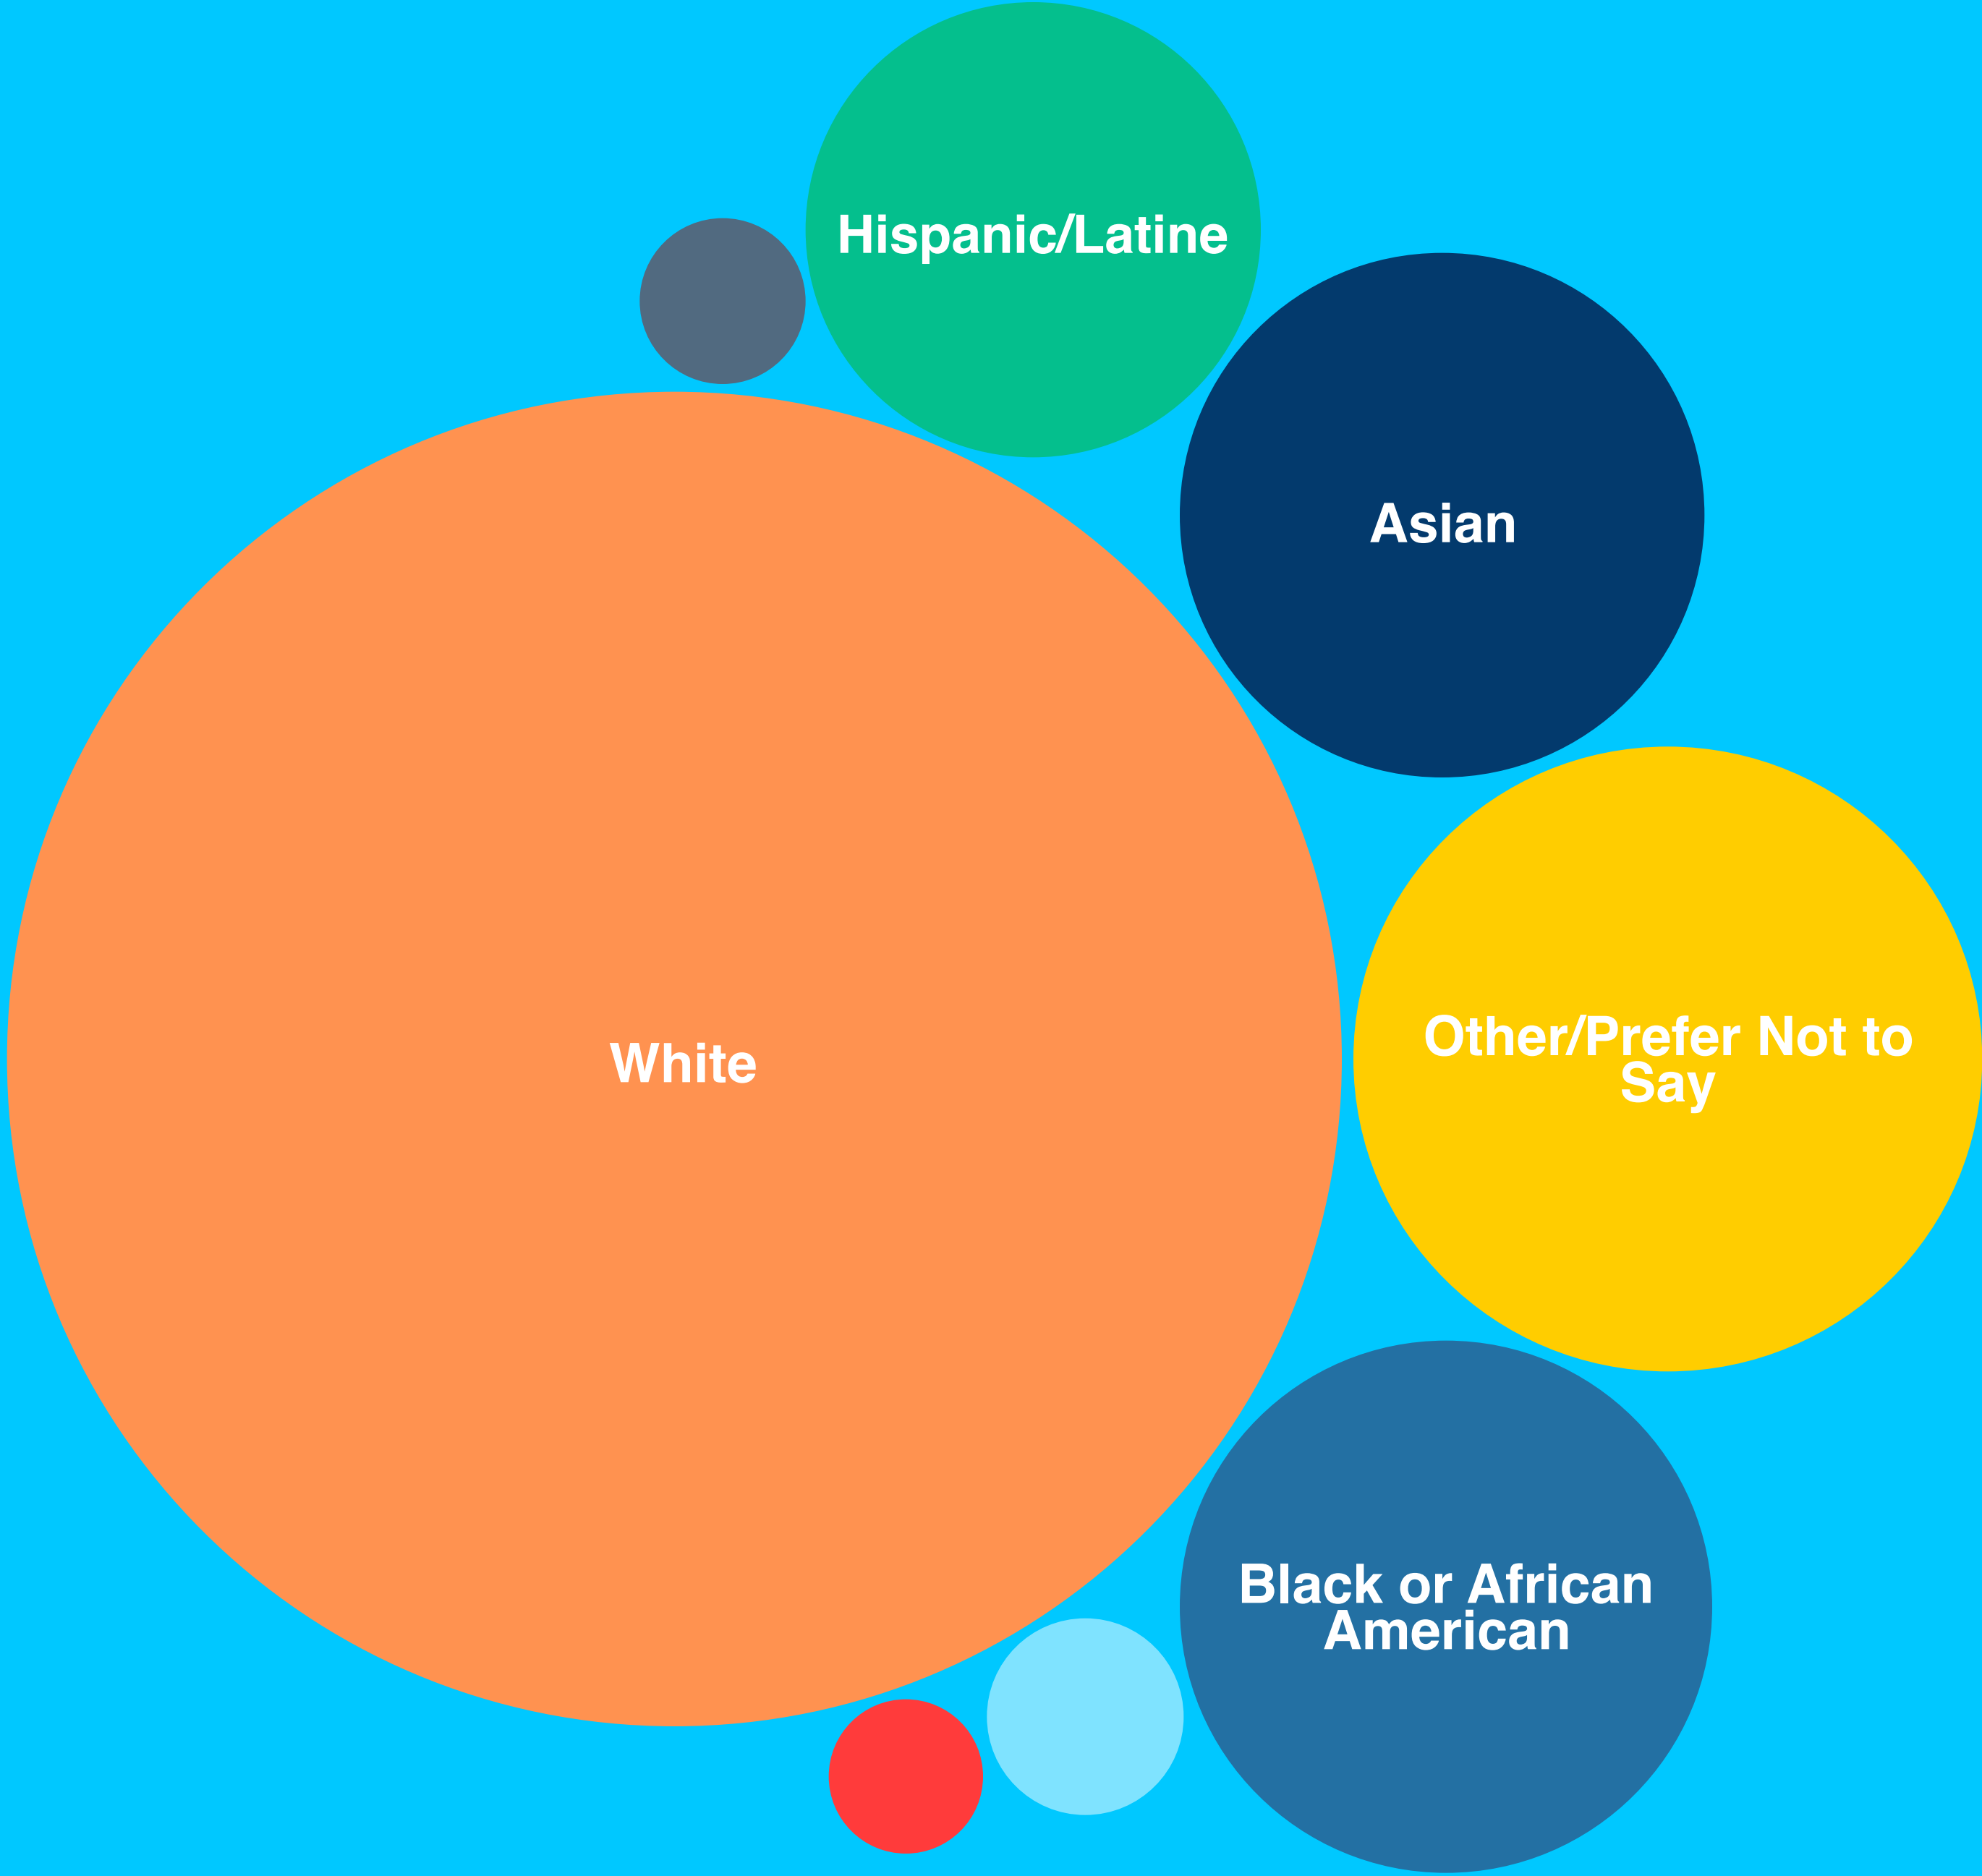 Hispanic/Latine
Asian
White
Other/Prefer Not to
Say
Black or African
American